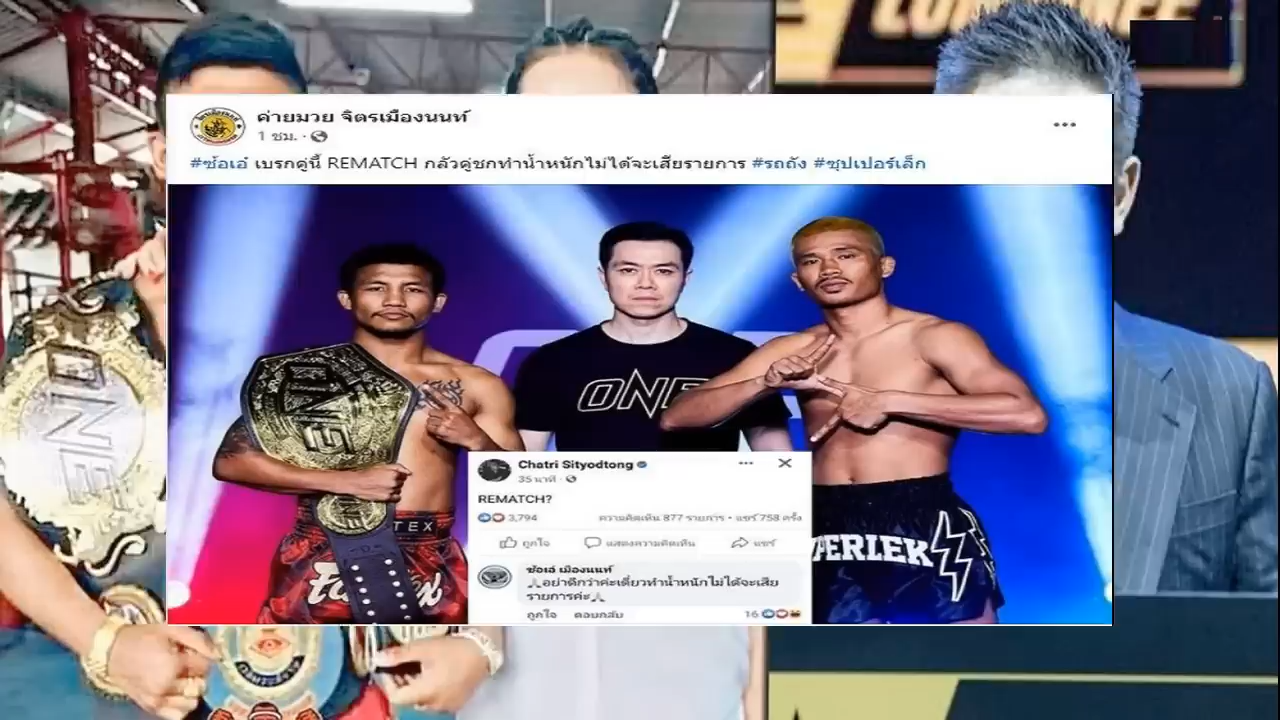 ค่ายมวย จิตรเมืองนนท์
1 ชม. ·
#ซ้อเอ๋ เบรกคู่นี้ REMATCH กลัวคู่ชกทำน้ำหนักไม่ได้จะเสียรายการ #รถถัง #ซุปเปอร์เล็ก
ONE
ONE
ONE
ONE
TEX
Fairtex
PERLEK
Chatri Sityodtong
35 นาที ·
REMATCH?
3,794 ความคิดเห็น 877 รายการ • แชร์ 758 ครั้ง
ถูกใจ แสดงความคิดเห็น แชร์
ซ้อเอ๋ เมืองนนท์
🙏อย่าดีกว่าค่ะเดี๋ยวทำน้ำหนักไม่ได้จะเสีย
รายการค่ะ🙏
ถูกใจ ตอบกลับ 16